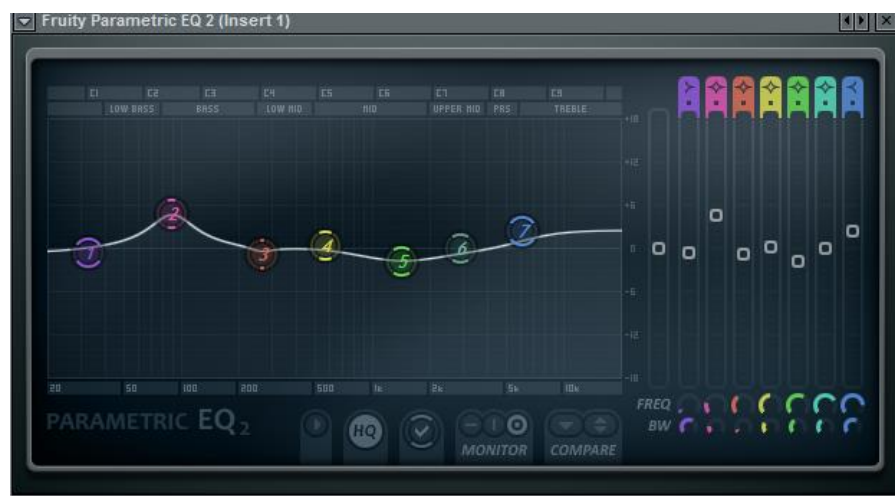 Fruity Parametric EQ 2 (Insert 1)
C1 C2 C3 C4 C5 C6 C7 C8 C9
LOW BASS BASS LOW MID MID UPPER MID PRS TREBLE
+18
+12
+6
0
-6
-12
-18
1 2 3 4 5 6 7
20 50 100 200 500 1k 2k 5k 10k
FREQ
BW
PARAMETRIC EQ 2
HQ
MONITOR
COMPARE